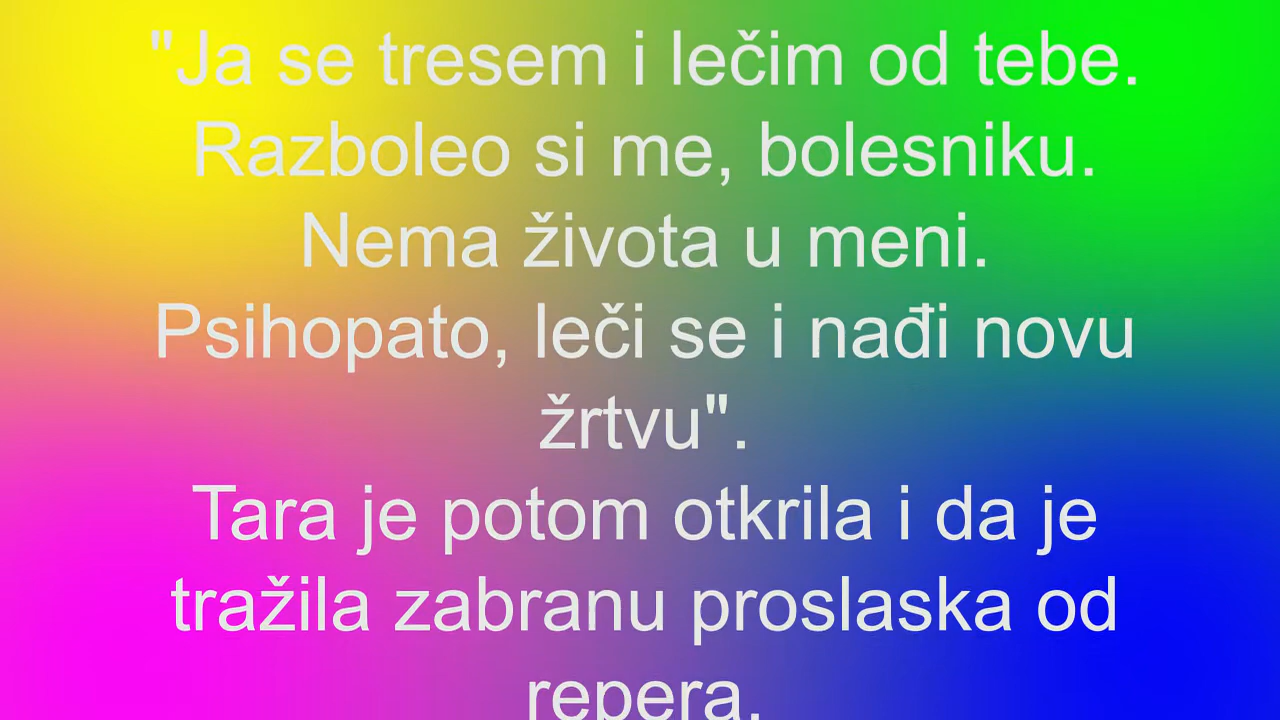 "Ja se tresem i lečim od tebe.
Razboleo si me, bolesniku.
Nema života u meni.
Psihopato, leči se i nađi novu
žrtvu".
Tara je potom otkrila i da je
tražila zabranu proslaska od
repera.